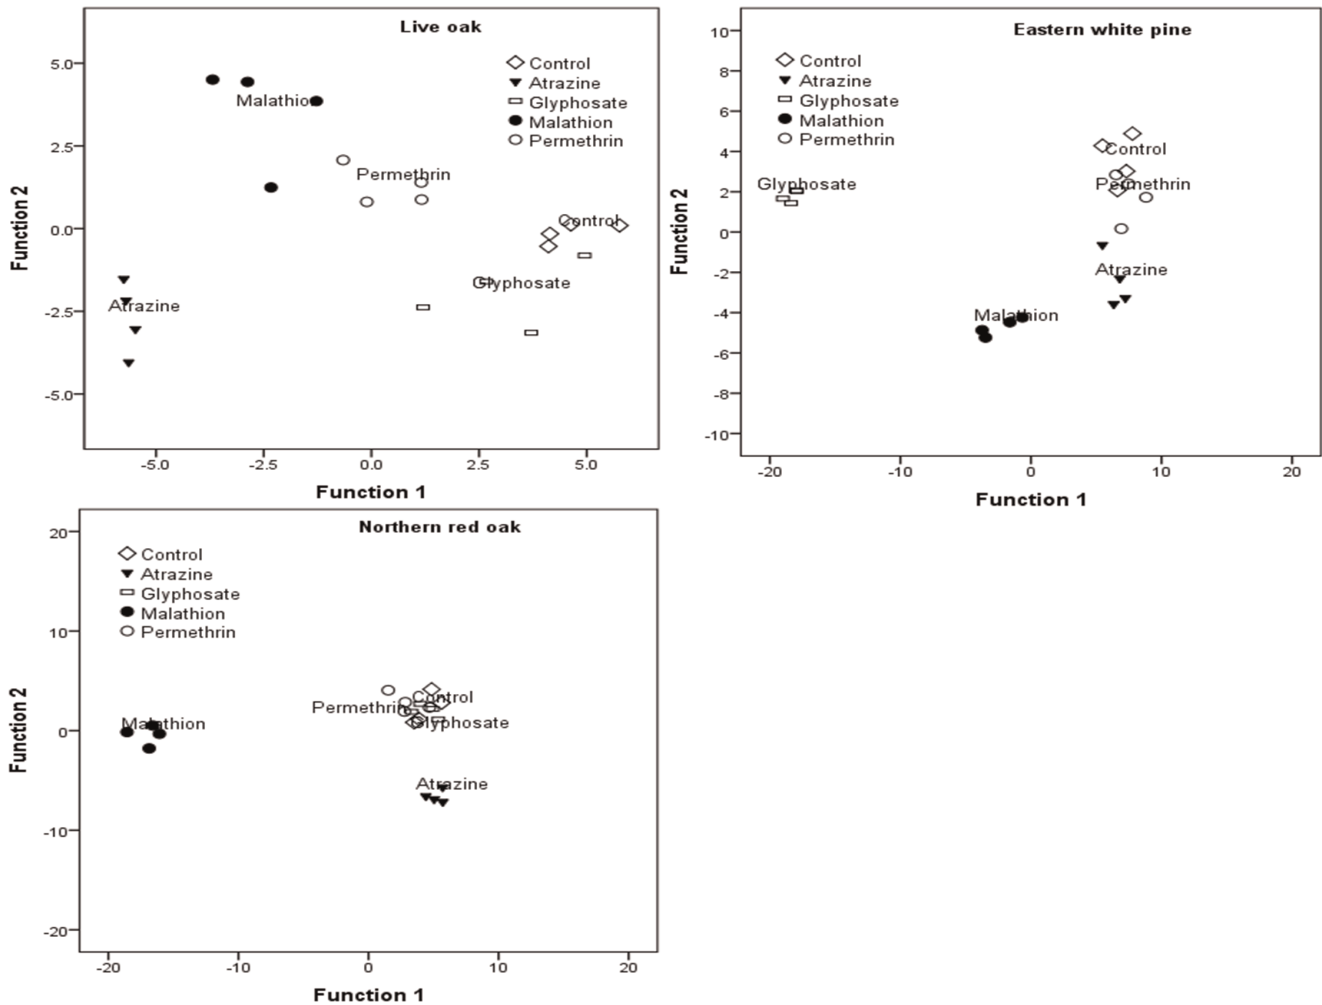 Live oak
Control
Atrazine
Glyphosate
Malathion
Permethrin
5.0
2.5
0.0
-2.5
-5.0
Function 2
Malathion
Permethrin
Control
Glyphosate
Atrazine
-5.0 -2.5 0.0 2.5 5.0
Function 1
Eastern white pine
Control
Atrazine
Glyphosate
Malathion
Permethrin
10
8
6
4
2
0
-2
-4
-6
-8
-10
Function 2
Control
Glyphosate
Permethrin
Atrazine
Malathion
-20 -10 0 10 20
Function 1
Northern red oak
Control
Atrazine
Glyphosate
Malathion
Permethrin
20
10
0
-10
-20
Function 2
Control
Permethrin
Glyphosate
Malathion
Atrazine
-20 -10 0 10 20
Function 1